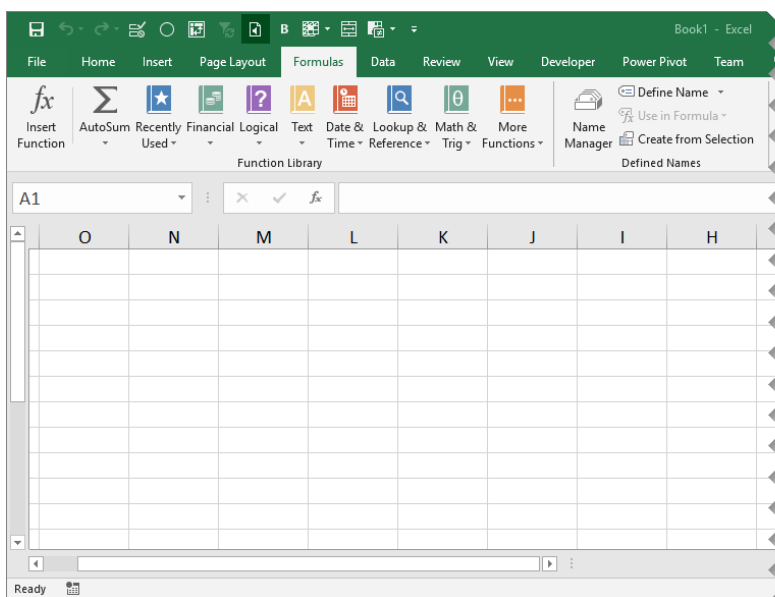 B
Book1 - Excel
File Home Insert Page Layout Formulas Data Review View Developer Power Pivot Team
fx Insert Function
Σ AutoSum
Recently Used
Financial
? Logical
A Text
Date & Time
Lookup & Reference
θ Math & Trig
... More Functions
Function Library
Name Manager
Define Name
Use in Formula
Create from Selection
Defined Names
A1 fx
O N M L K J I H
Ready